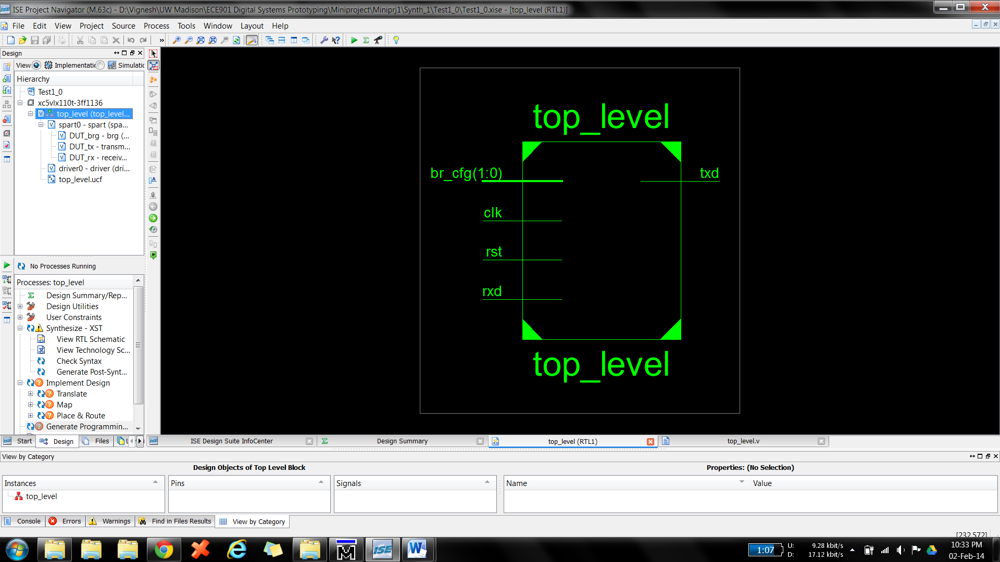 ISE Project Navigator (M.63c) - D:\Vignesh\UW Madison\ECE901 Digital Systems Prototyping\Miniproject\Miniprj1\Synth_1\Test1_0\Test1_0.xise - [top_level (RTL1)]
File Edit View Project Source Process Tools Window Layout Help
Design
View Implementatic Simulatic
Hierarchy
Test1_0
xc5vlx110t-3ff1136
top_level (top_level...
spart0 - spart (spa...
DUT_brg - brg (...
DUT_tx - transm...
DUT_rx - receiv...
driver0 - driver (dri...
top_level.ucf
No Processes Running
Processes: top_level
Design Summary/Rep...
Design Utilities
User Constraints
Synthesize - XST
View RTL Schematic
View Technology Sc...
Check Syntax
Generate Post-Synt...
Implement Design
Translate
Map
Place & Route
Generate Programmin...
Start Design Files
top_level
br_cfg(1:0) txd
clk
rst
rxd
top_level
ISE Design Suite InfoCenter Design Summary top_level (RTL1) top_level.v
View by Category
Design Objects of Top Level Block Properties: (No Selection)
Instances Pins Signals Name Value
top_level
Console Errors Warnings Find in Files Results View by Category
[232,572]
1:07 U: 9.28 kbit/s
D: 17.12 kbit/s
10:33 PM
02-Feb-14